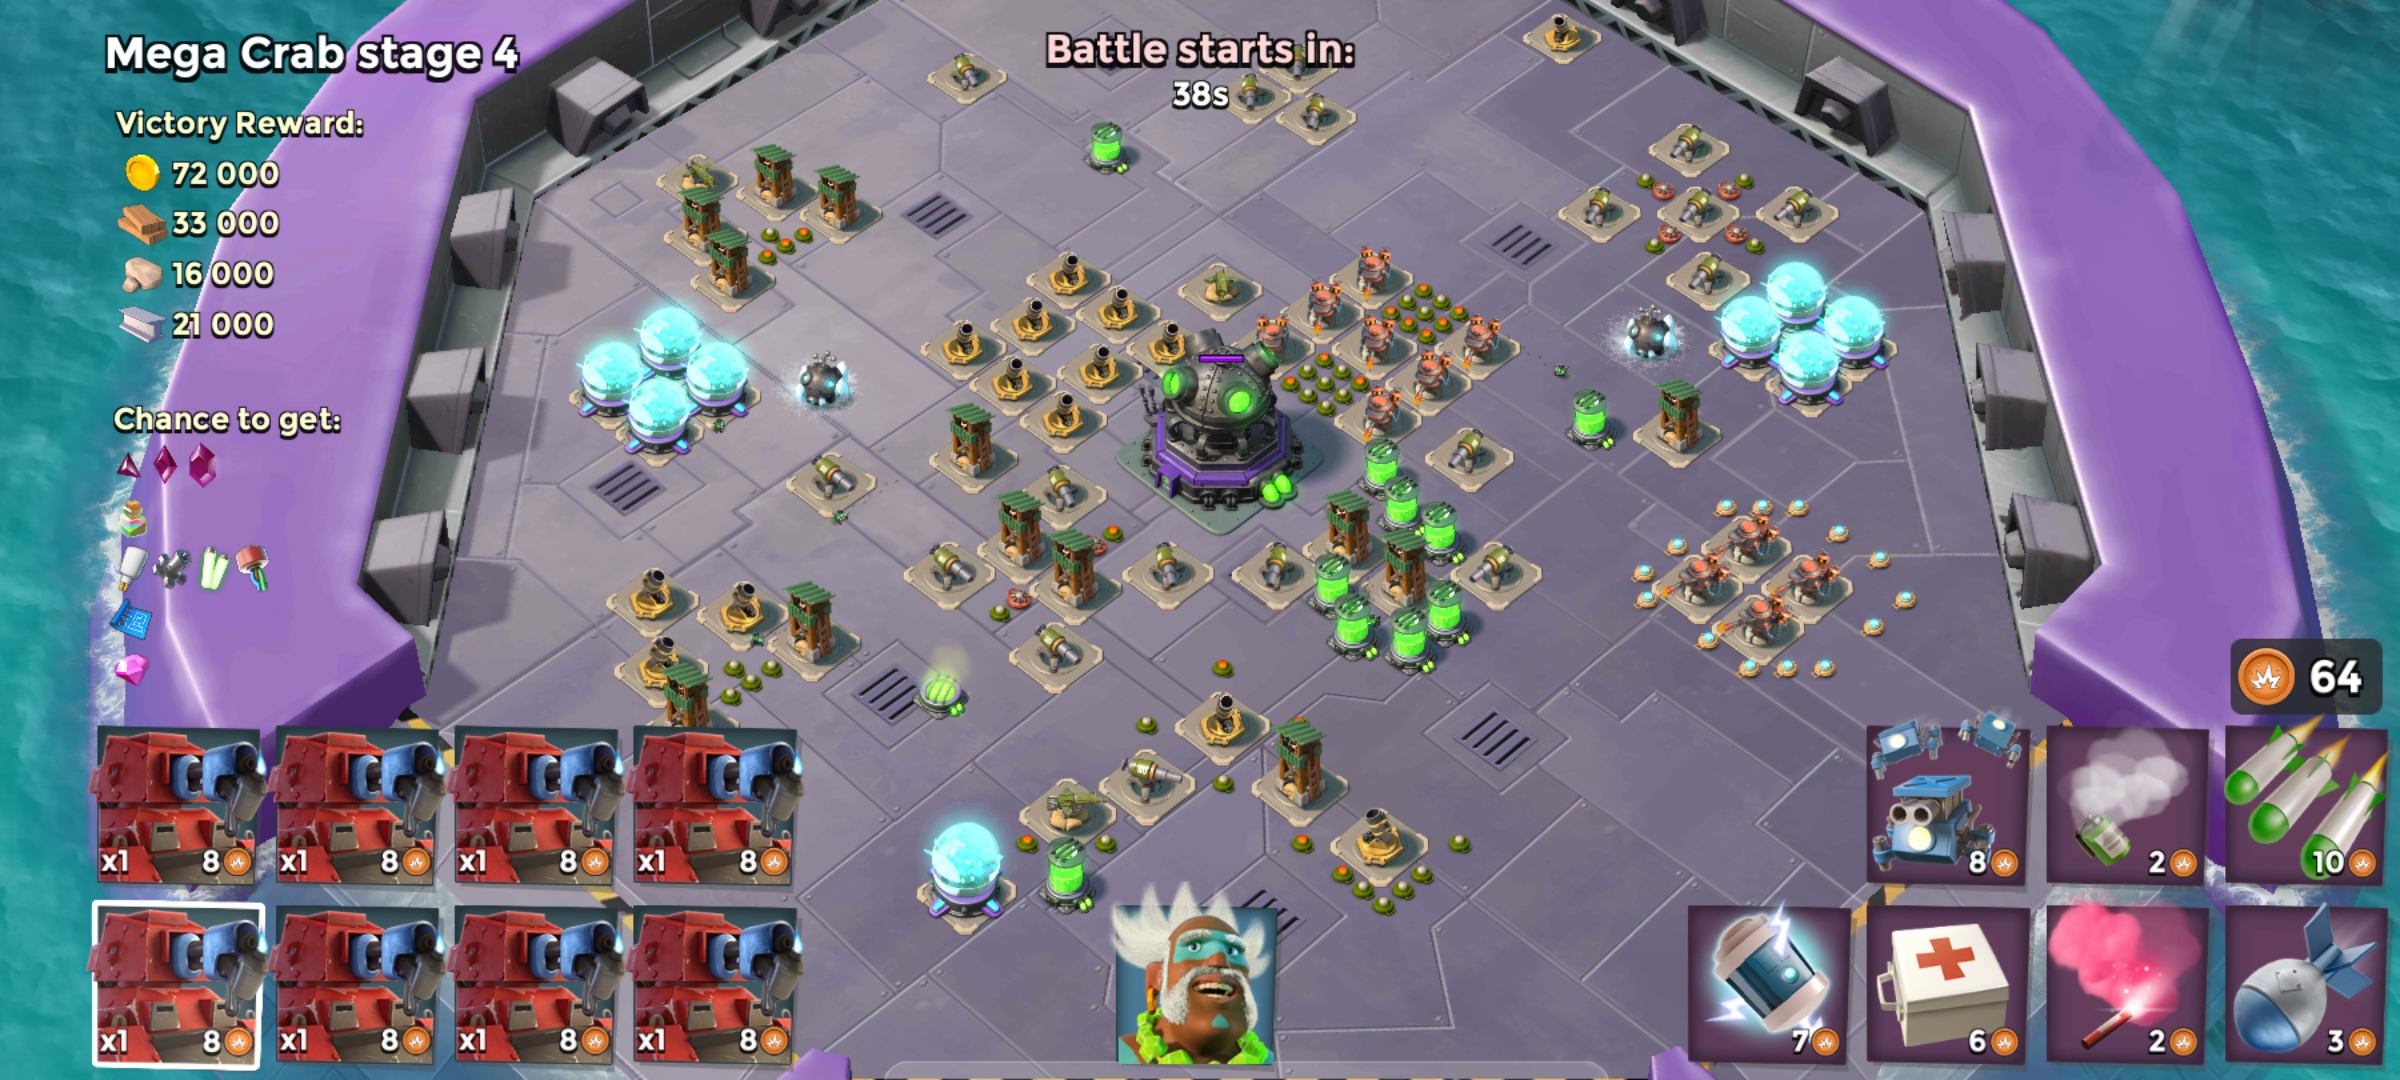 Mega Crab stage 4
Battle starts in:
38s
Victory Reward:
72 000
33 000
16 000
21 000
Chance to get:
64
x1 8
x1 8
x1 8
x1 8
8
2
10
x1 8
x1 8
x1 8
x1 8
7
6
2
3